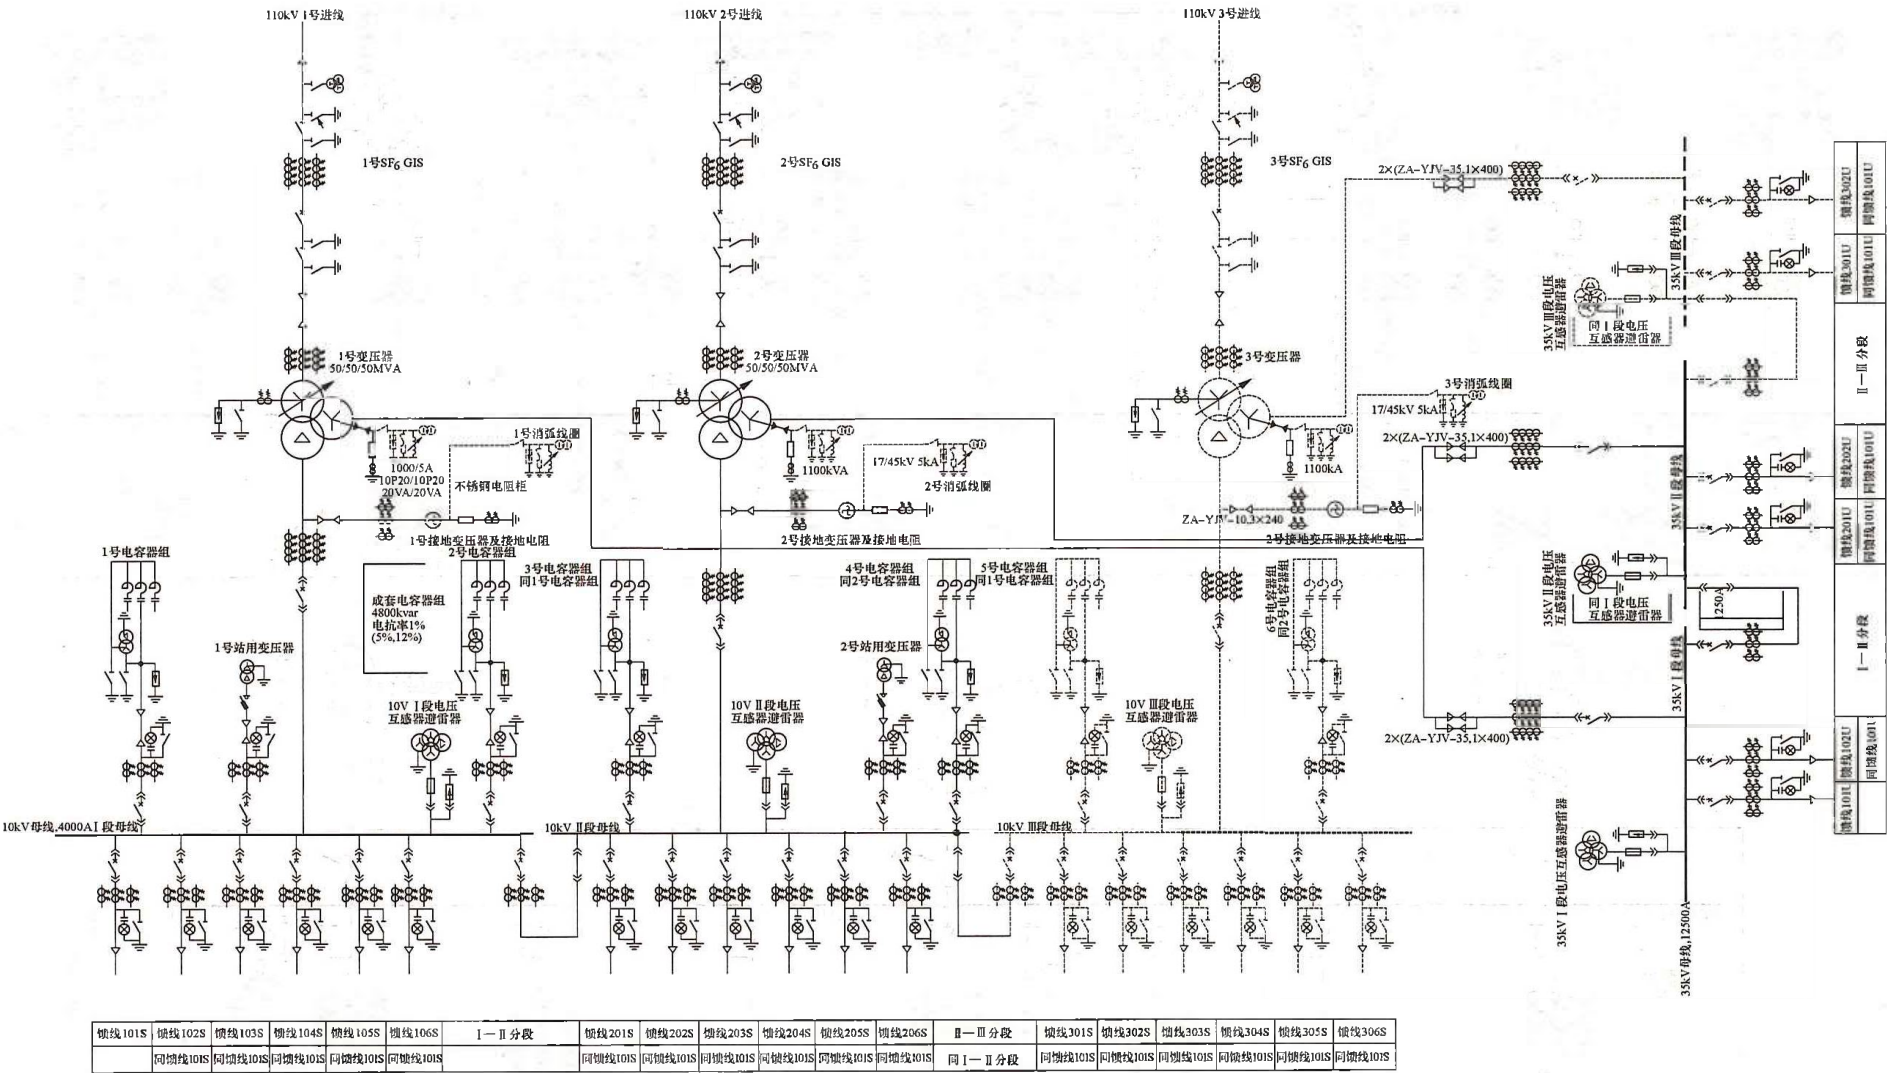 110kV 1号进线
110kV 2号进线
110kV 3号进线
1号SF6 GIS
2号SF6 GIS
3号SF6 GIS
2×(ZA-YJV-35,1×400)
馈线302U
同馈线101U
馈线301U
同馈线101U
35kV Ⅲ段母线
35kV Ⅲ段电压
互感器避雷器
同Ⅰ段电压
互感器避雷器
Ⅱ—Ⅲ分段
1号变压器
50/50/50MVA
2号变压器
50/50/50MVA
3号变压器
3号消弧线圈
17/45kV 5kA
2×(ZA-YJV-35,1×400)
1号消弧线圈
1000/5A
10P20/10P20
20VA/20VA
不锈钢电阻柜
1100kVA
17/45kV 5kA
2号消弧线圈
1100kA
ZA-YJV-10,3×240
馈线202U
同馈线101U
馈线201U
同馈线101U
35kV Ⅱ段母线
1号接地变压器及接地电阻
2号接地变压器及接地电阻
2号接地变压器及接地电阻
1号电容器组
2号电容器组
3号电容器组
同1号电容器组
4号电容器组
同2号电容器组
5号电容器组
同1号电容器组
6号电容器组
同2号电容器组
35kV Ⅱ段电压
互感器避雷器
同Ⅰ段电压
互感器避雷器
1250A
Ⅰ—Ⅱ分段
成套电容器组
4800kvar
电抗率1%
(5%,12%)
1号站用变压器
2号站用变压器
35kV Ⅰ段母线
10V Ⅰ段电压
互感器避雷器
10V Ⅱ段电压
互感器避雷器
10V Ⅲ段电压
互感器避雷器
2×(ZA-YJV-35,1×400)
馈线102U
同馈线101U
馈线101U
10kV母线,4000AⅠ段母线
10kV Ⅱ段母线
10kV Ⅲ段母线
35kV Ⅰ段电压互感器避雷器
35kV母线,12500A
馈线101S 馈线102S 馈线103S 馈线104S 馈线105S 馈线106S Ⅰ—Ⅱ分段 馈线201S 馈线202S 馈线203S 馈线204S 馈线205S 馈线206S Ⅱ—Ⅲ分段 馈线301S 馈线302S 馈线303S 馈线304S 馈线305S 馈线306S
同馈线101S 同馈线101S 同馈线101S 同馈线101S 同馈线101S 同馈线101S 同馈线101S 同馈线101S 同馈线101S 同馈线101S 同馈线101S 同Ⅰ—Ⅱ分段 同馈线101S 同馈线101S 同馈线101S 同馈线101S 同馈线101S 同馈线101S